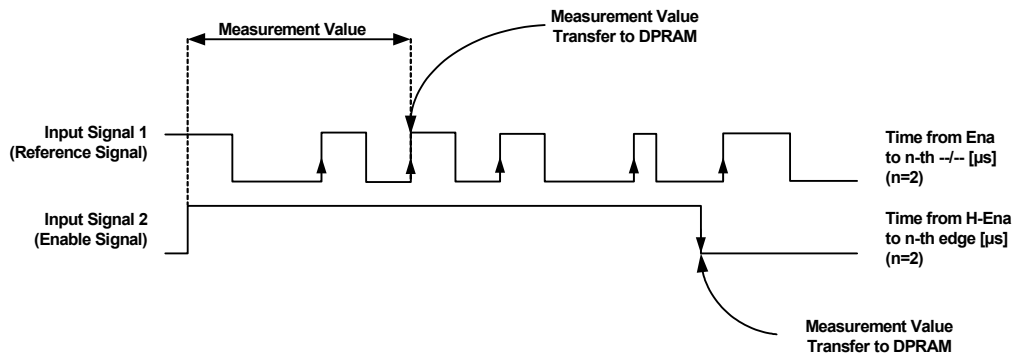 Measurement Value
Measurement Value
Transfer to DPRAM
Input Signal 1
(Reference Signal)
Time from Ena
to n-th --/-- [µs]
(n=2)
Input Signal 2
(Enable Signal)
Time from H-Ena
to n-th edge [µs]
(n=2)
Measurement Value
Transfer to DPRAM